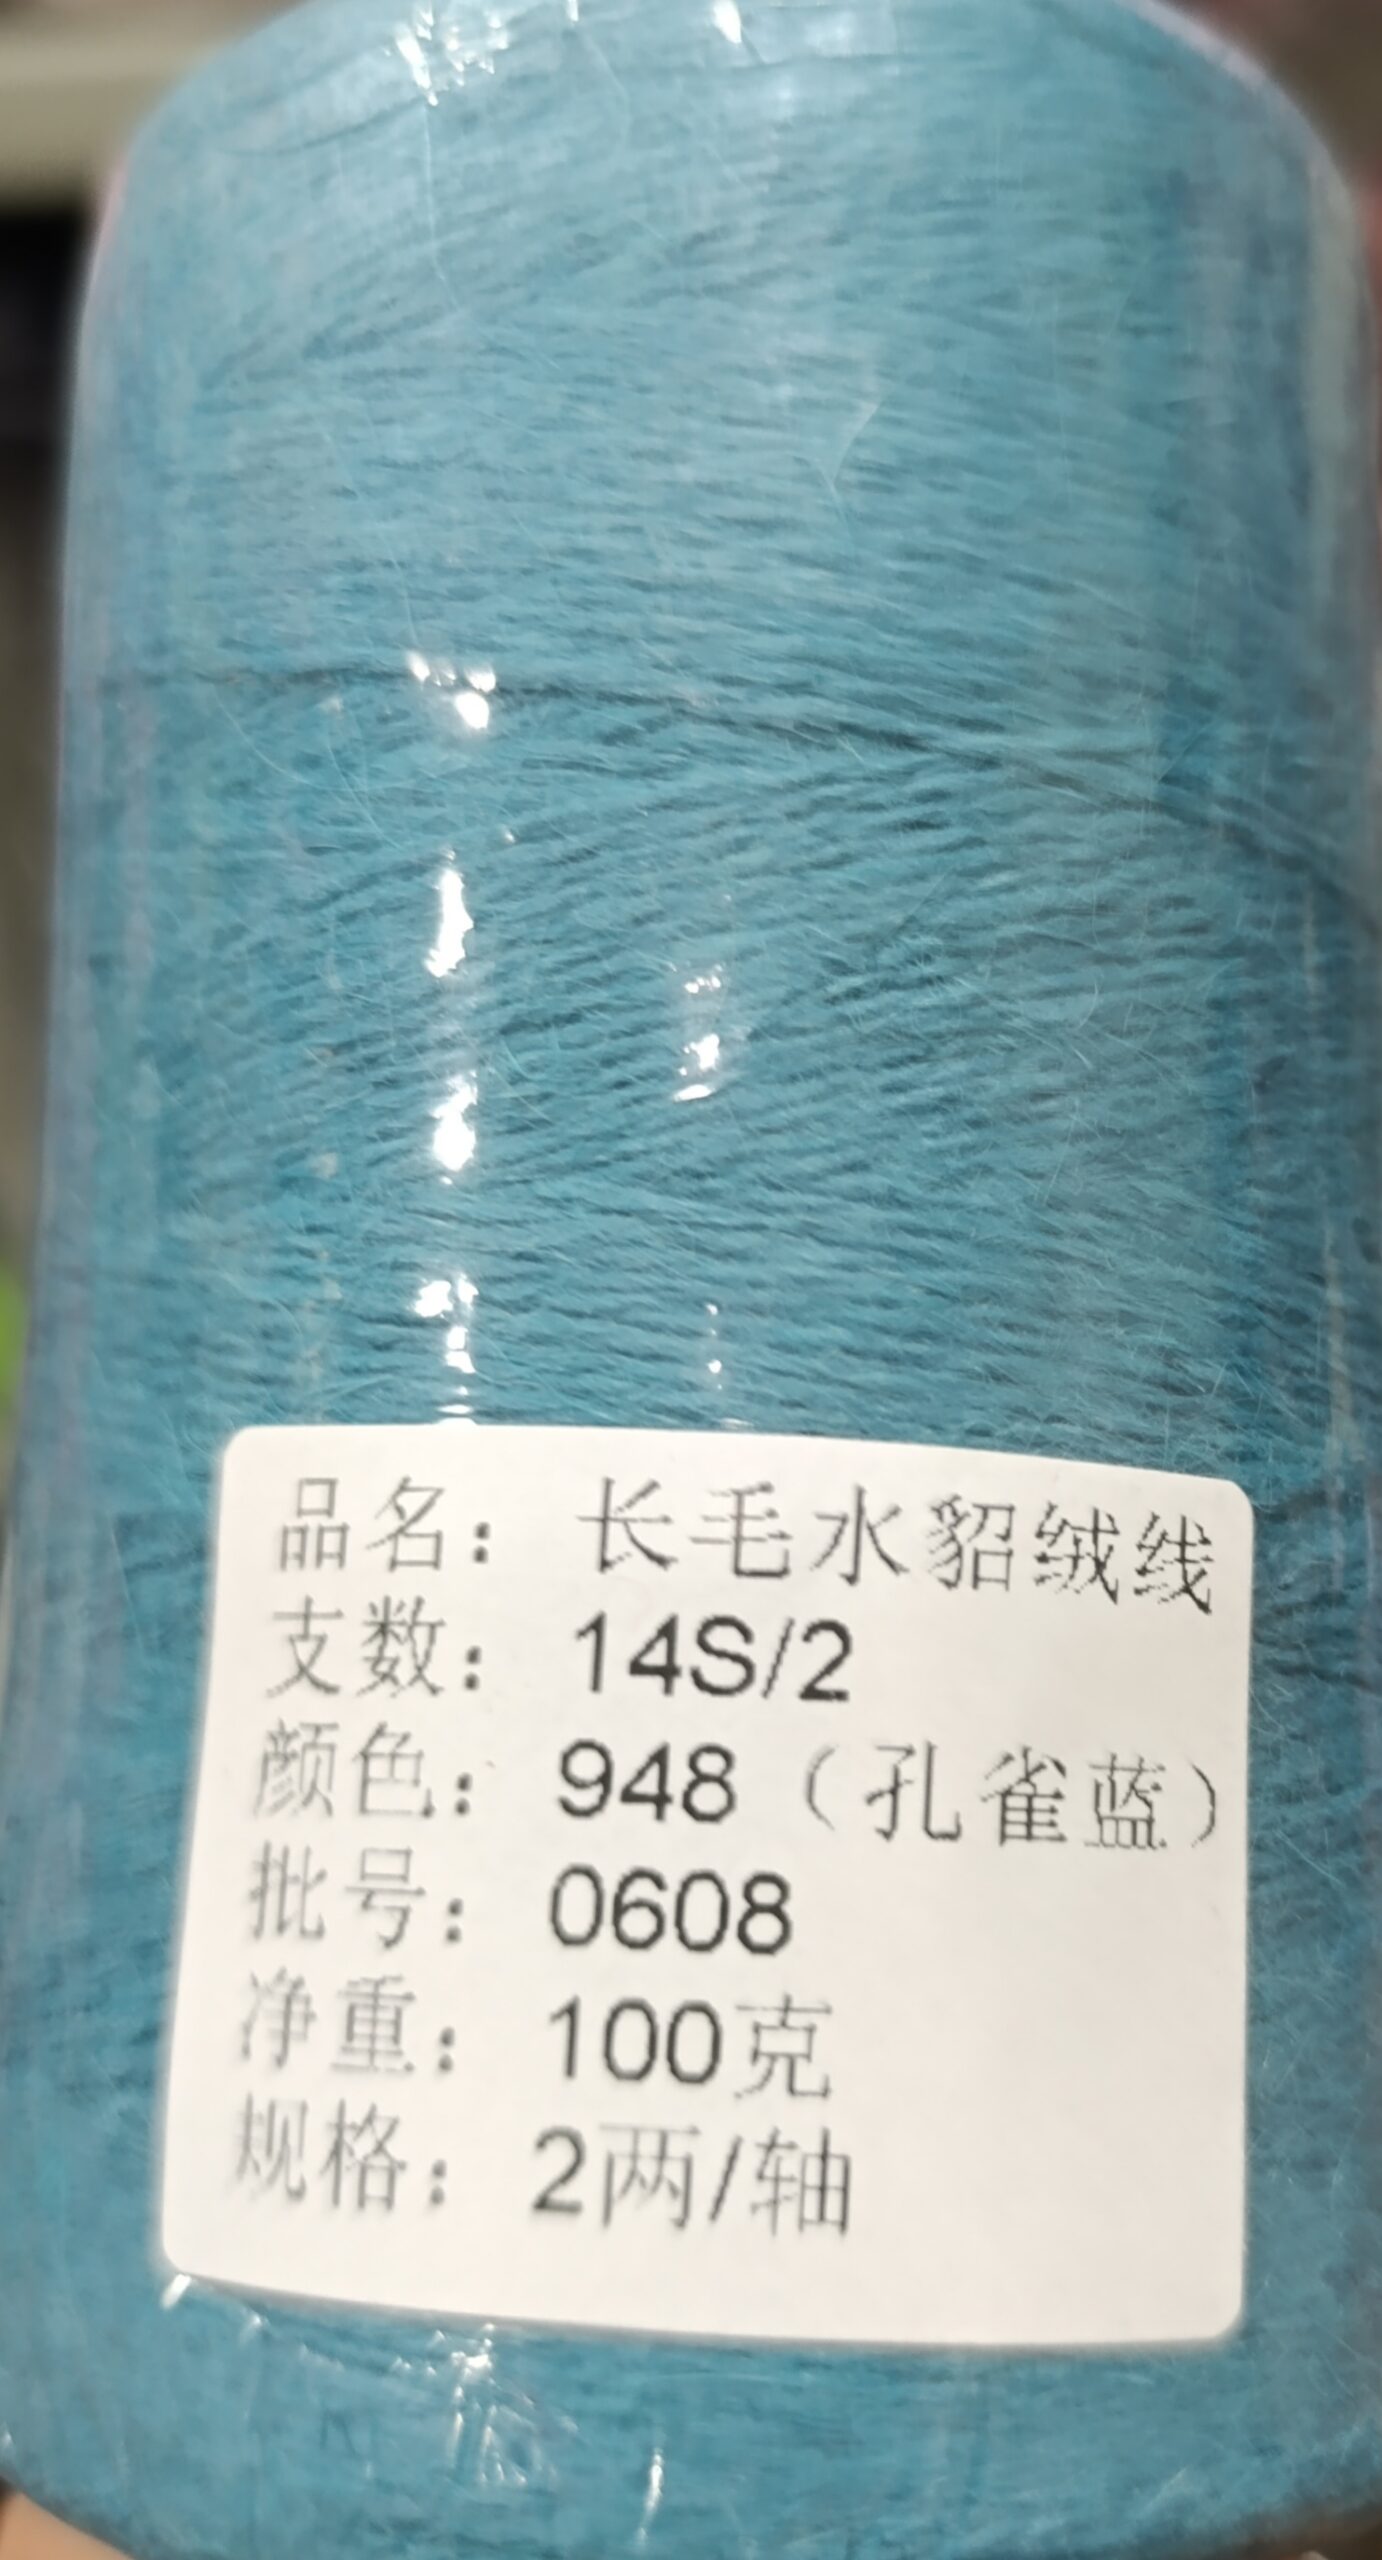 品名： 长毛水貂绒线
支数： 14S/2
颜色： 948（孔雀蓝）
批号： 0608
净重： 100克
规格： 2两/轴